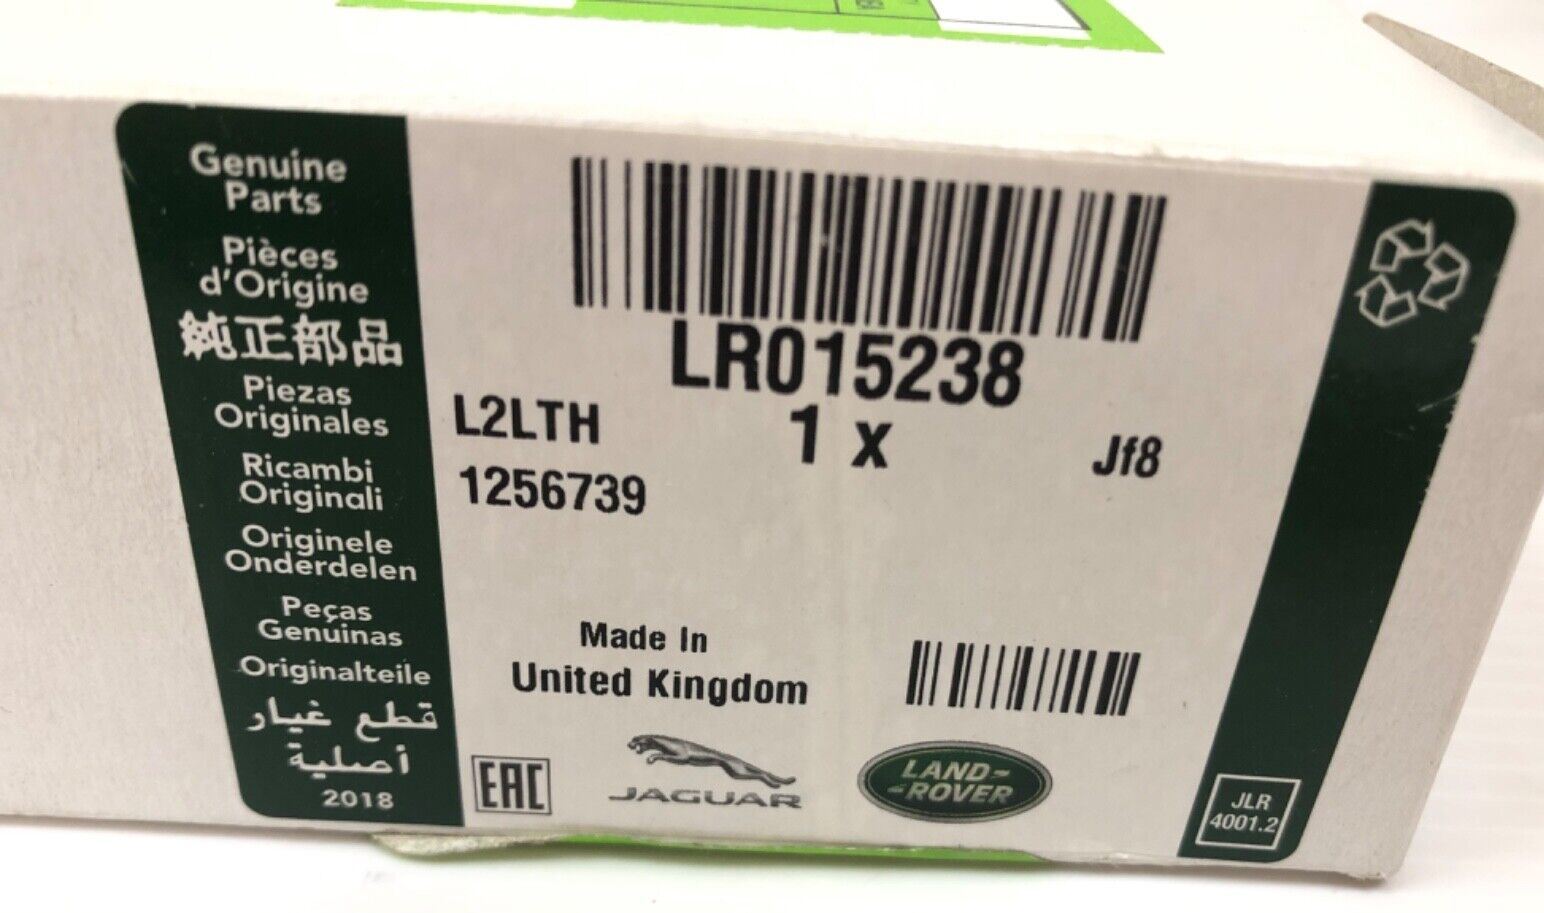 Genuine
Parts
Pièces
d'Origine
純正部品
Piezas
Originales
Ricambi
Originali
Originele
Onderdelen
Peças
Genuinas
Originalteile
قطع غيار
أصلية
2018
LR015238
L2LTH
1 x
Jf8
1256739
Made In
United Kingdom
EAC
JAGUAR
LAND-
-ROVER
JLR
4001.2